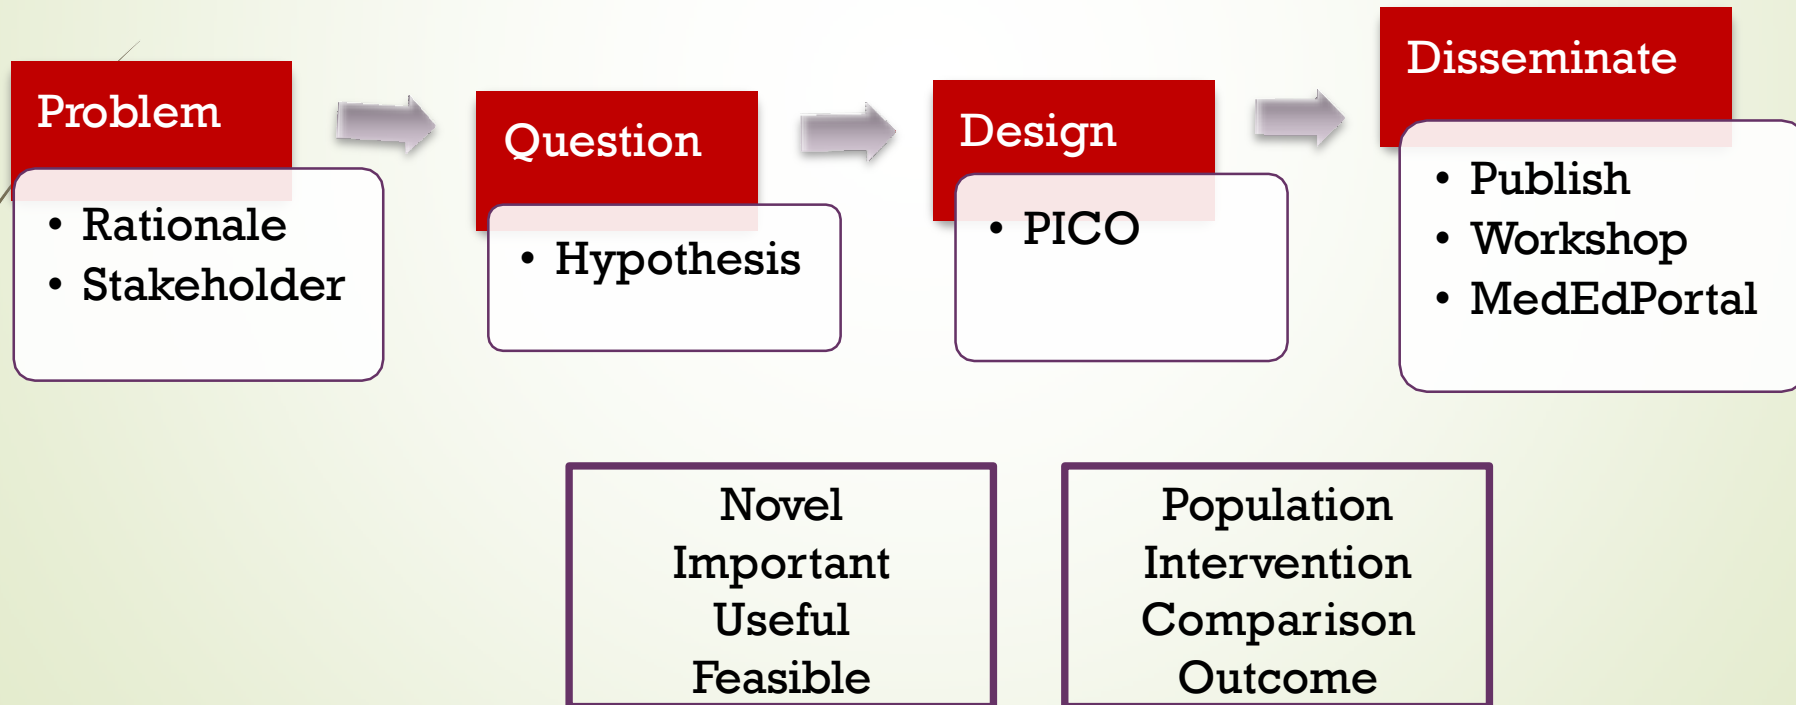 Problem
• Rationale
• Stakeholder
Question
• Hypothesis
Design
• PICO
Disseminate
• Publish
• Workshop
• MedEdPortal
Novel
Important
Useful
Feasible
Population
Intervention
Comparison
Outcome